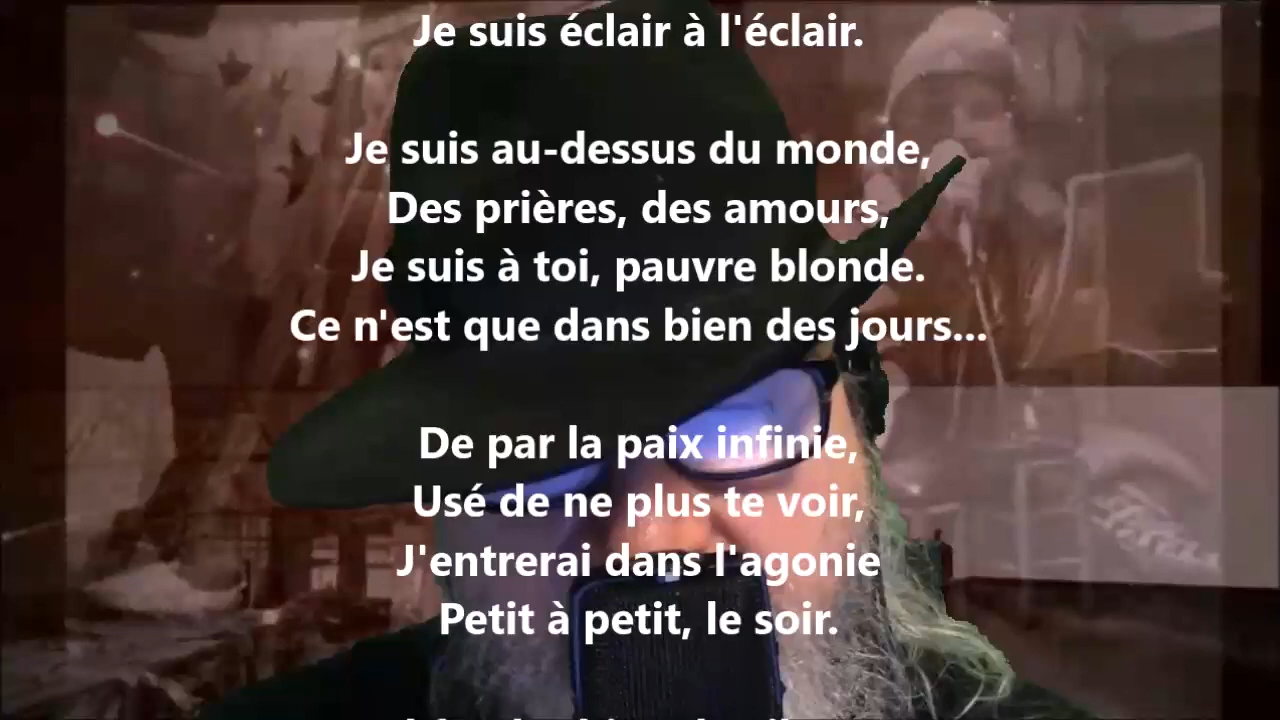 Je suis éclair à l'éclair.
Je suis au-dessus du monde,
Des prières, des amours,
Je suis à toi, pauvre blonde.
Ce n'est que dans bien des jours...
De par la paix infinie,
Usé de ne plus te voir,
J'entrerai dans l'agonie
Petit à petit, le soir.